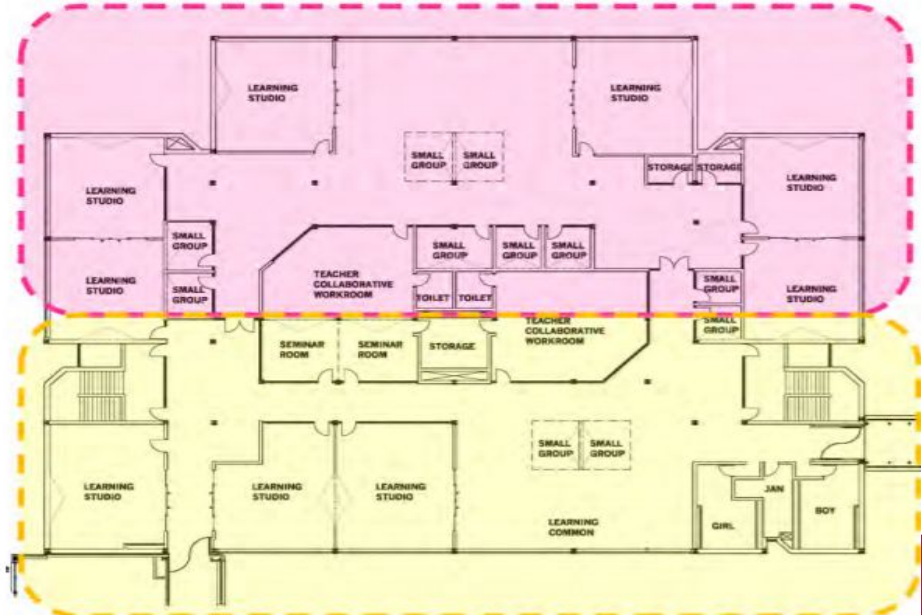 LEARNING
STUDIO
LEARNING
STUDIO
SMALL
GROUP
SMALL
GROUP
STORAGE
STORAGE
LEARNING
STUDIO
LEARNING
STUDIO
SMALL
GROUP
SMALL
GROUP
SMALL
GROUP
SMALL
GROUP
LEARNING
STUDIO
SMALL
GROUP
TEACHER
COLLABORATIVE
WORKROOM
TOILET
TOILET
SMALL
GROUP
LEARNING
STUDIO
SMALL
GROUP
TEACHER
COLLABORATIVE
WORKROOM
SEMINAR
ROOM
SEMINAR
ROOM
STORAGE
SMALL
GROUP
SMALL
GROUP
LEARNING
STUDIO
LEARNING
STUDIO
LEARNING
STUDIO
JAN
GIRL
BOY
LEARNING
COMMON